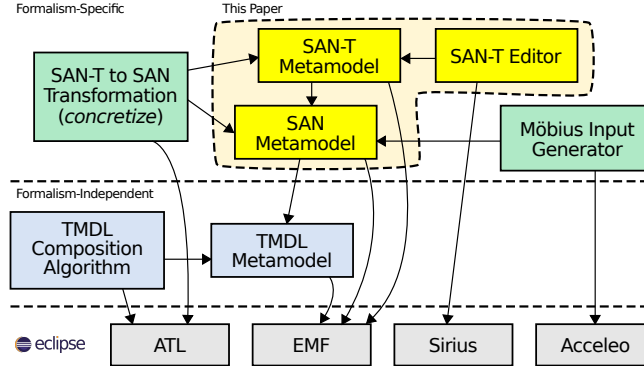 Formalism-Specific
This Paper
SAN-T to SAN
Transformation
(concretize)
SAN-T
Metamodel
SAN-T Editor
SAN
Metamodel
Möbius Input
Generator
Formalism-Independent
TMDL
Composition
Algorithm
TMDL
Metamodel
eclipse
ATL
EMF
Sirius
Acceleo